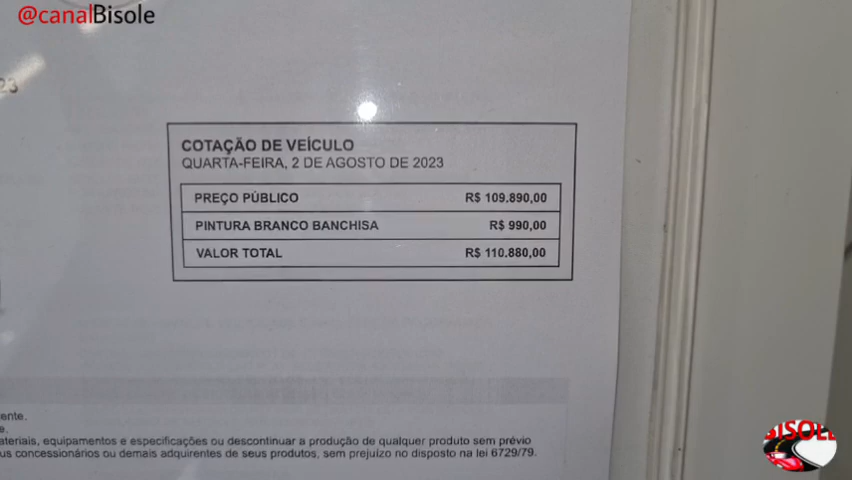 @canalBisole
23
COTAÇÃO DE VEÍCULO
QUARTA-FEIRA, 2 DE AGOSTO DE 2023
PREÇO PÚBLICO R$ 109.890,00
PINTURA BRANCO BANCHISA R$ 990,00
VALOR TOTAL R$ 110.880,00
ente.
e.
ateriais, equipamentos e especificações ou descontinuar a produção de qualquer produto sem prévio
us concessionários ou demais adquirentes de seus produtos, sem prejuízo no disposto na lei 6729/79.
BISOLE